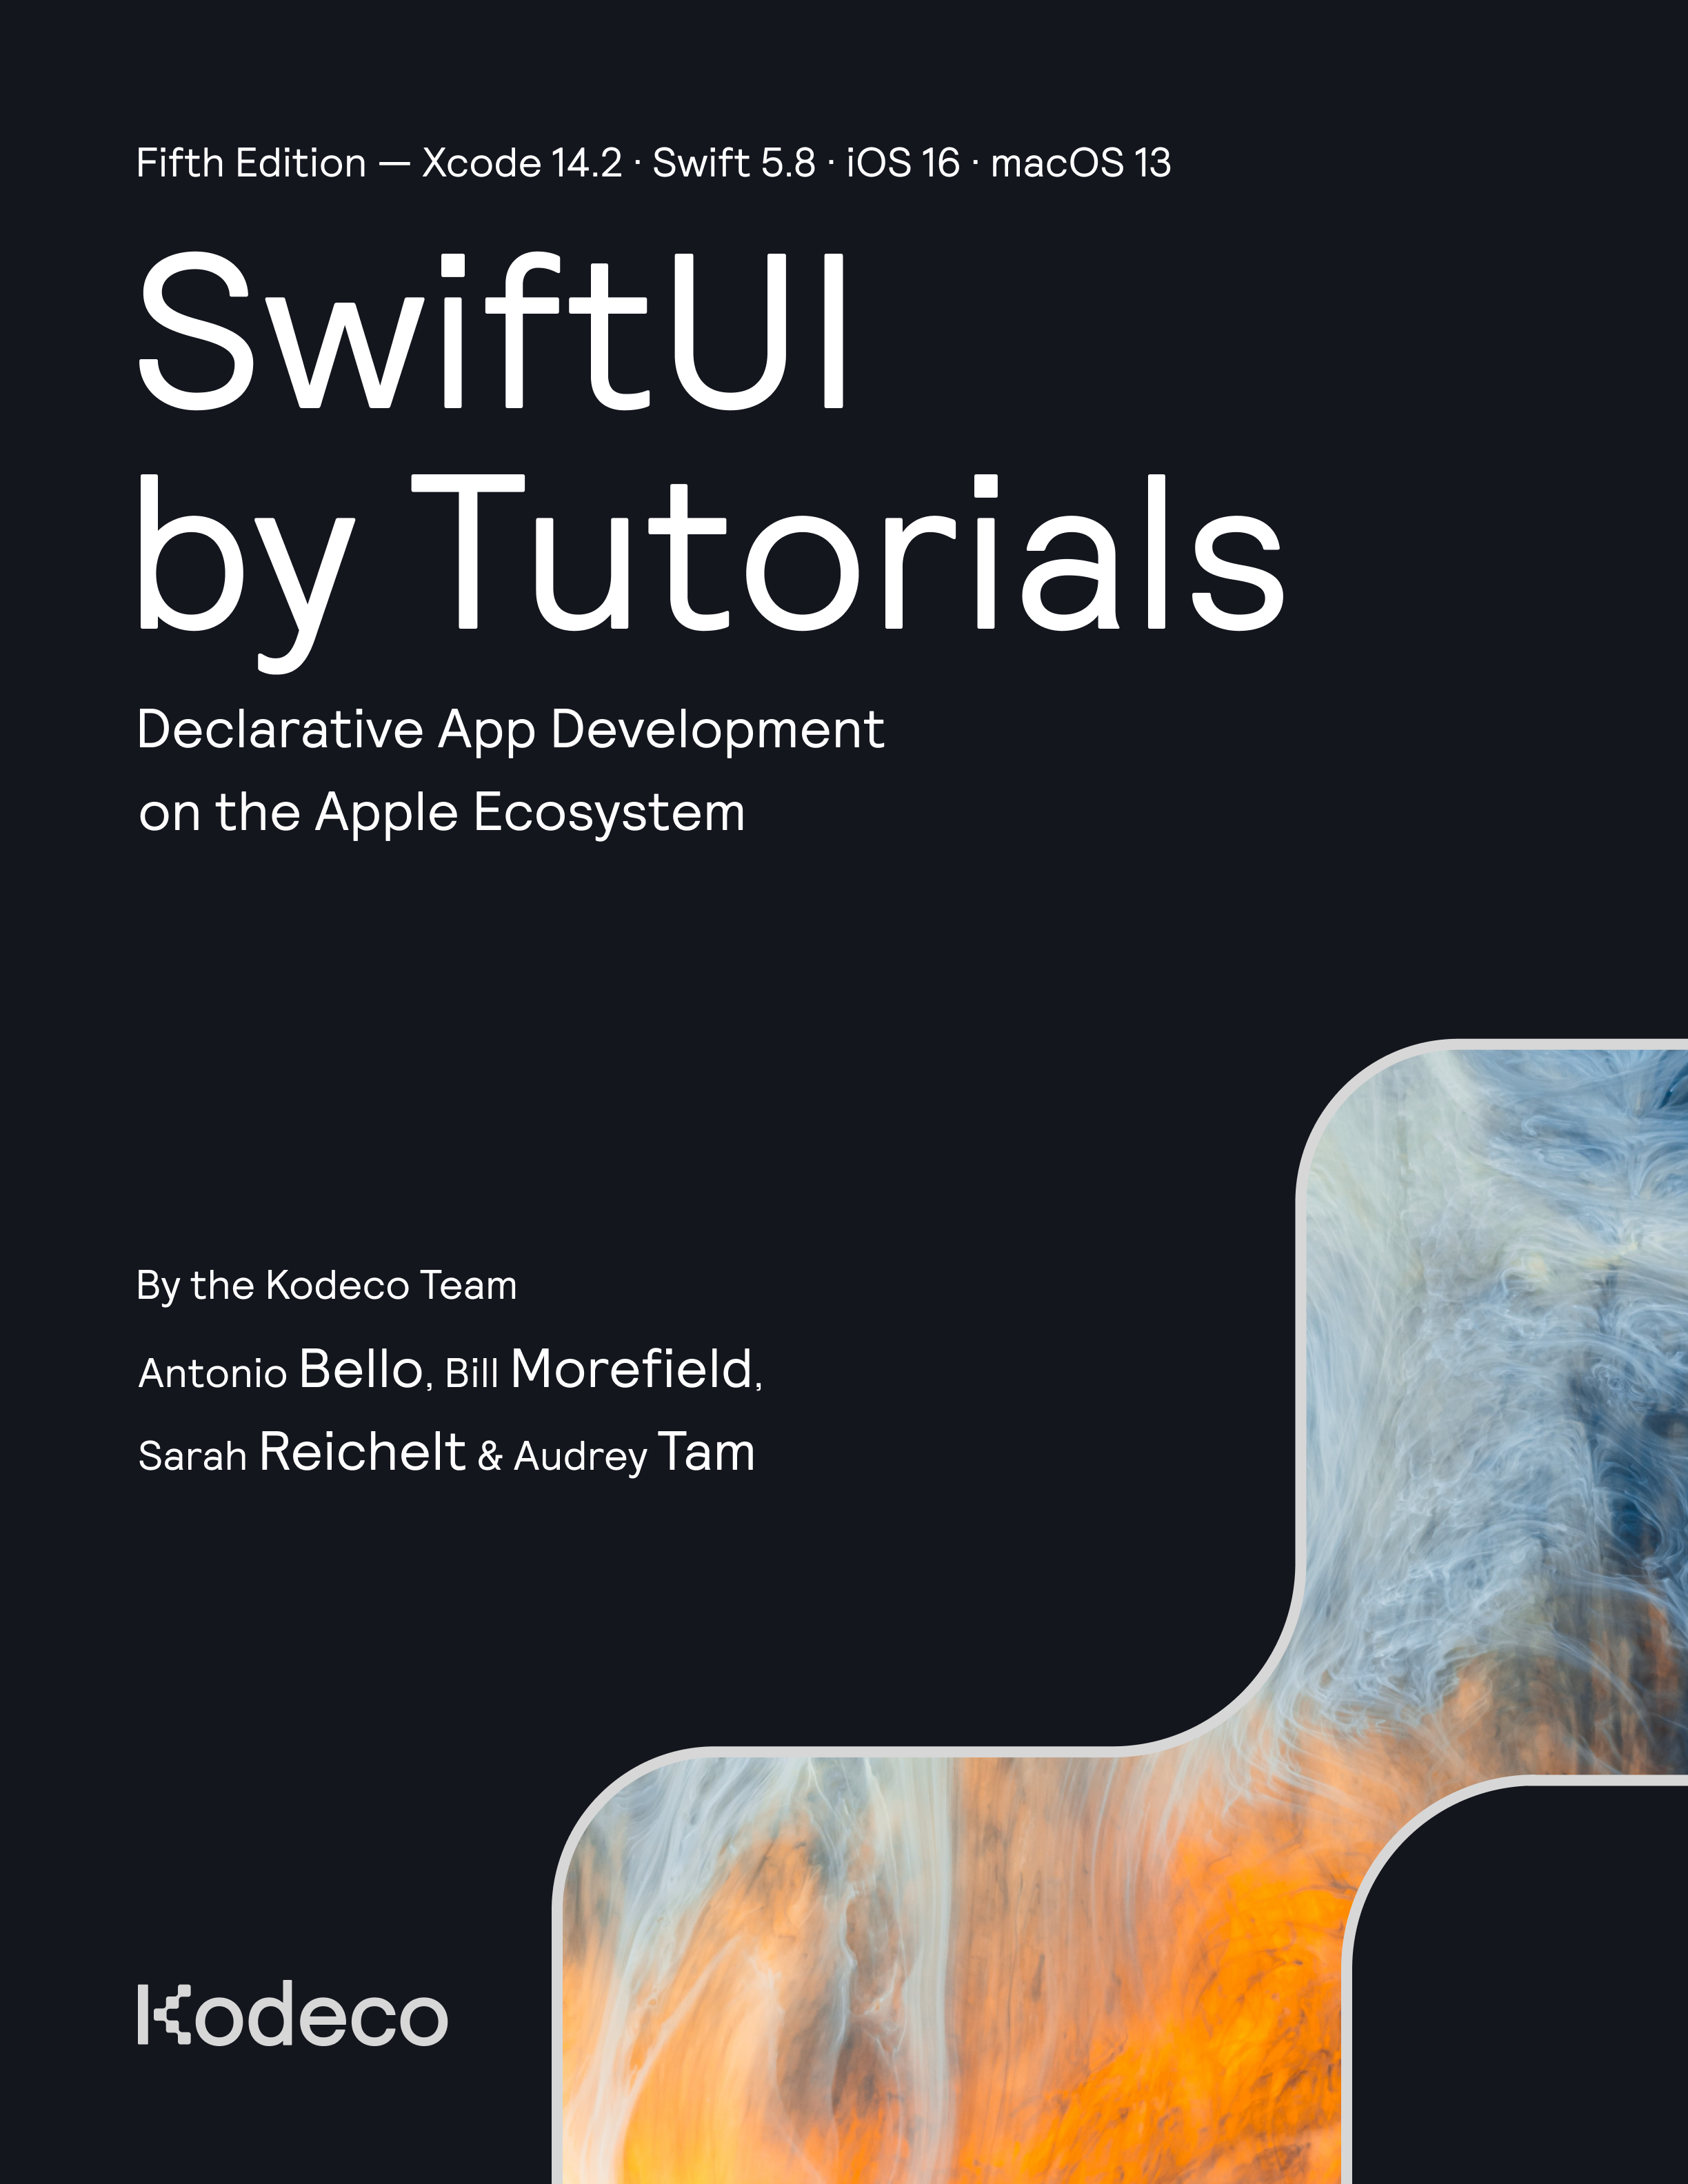 Fifth Edition — Xcode 14.2 · Swift 5.8 · iOS 16 · macOS 13
SwiftUI
by Tutorials
Declarative App Development
on the Apple Ecosystem
By the Kodeco Team
Antonio Bello, Bill Morefield,
Sarah Reichelt & Audrey Tam
Kodeco